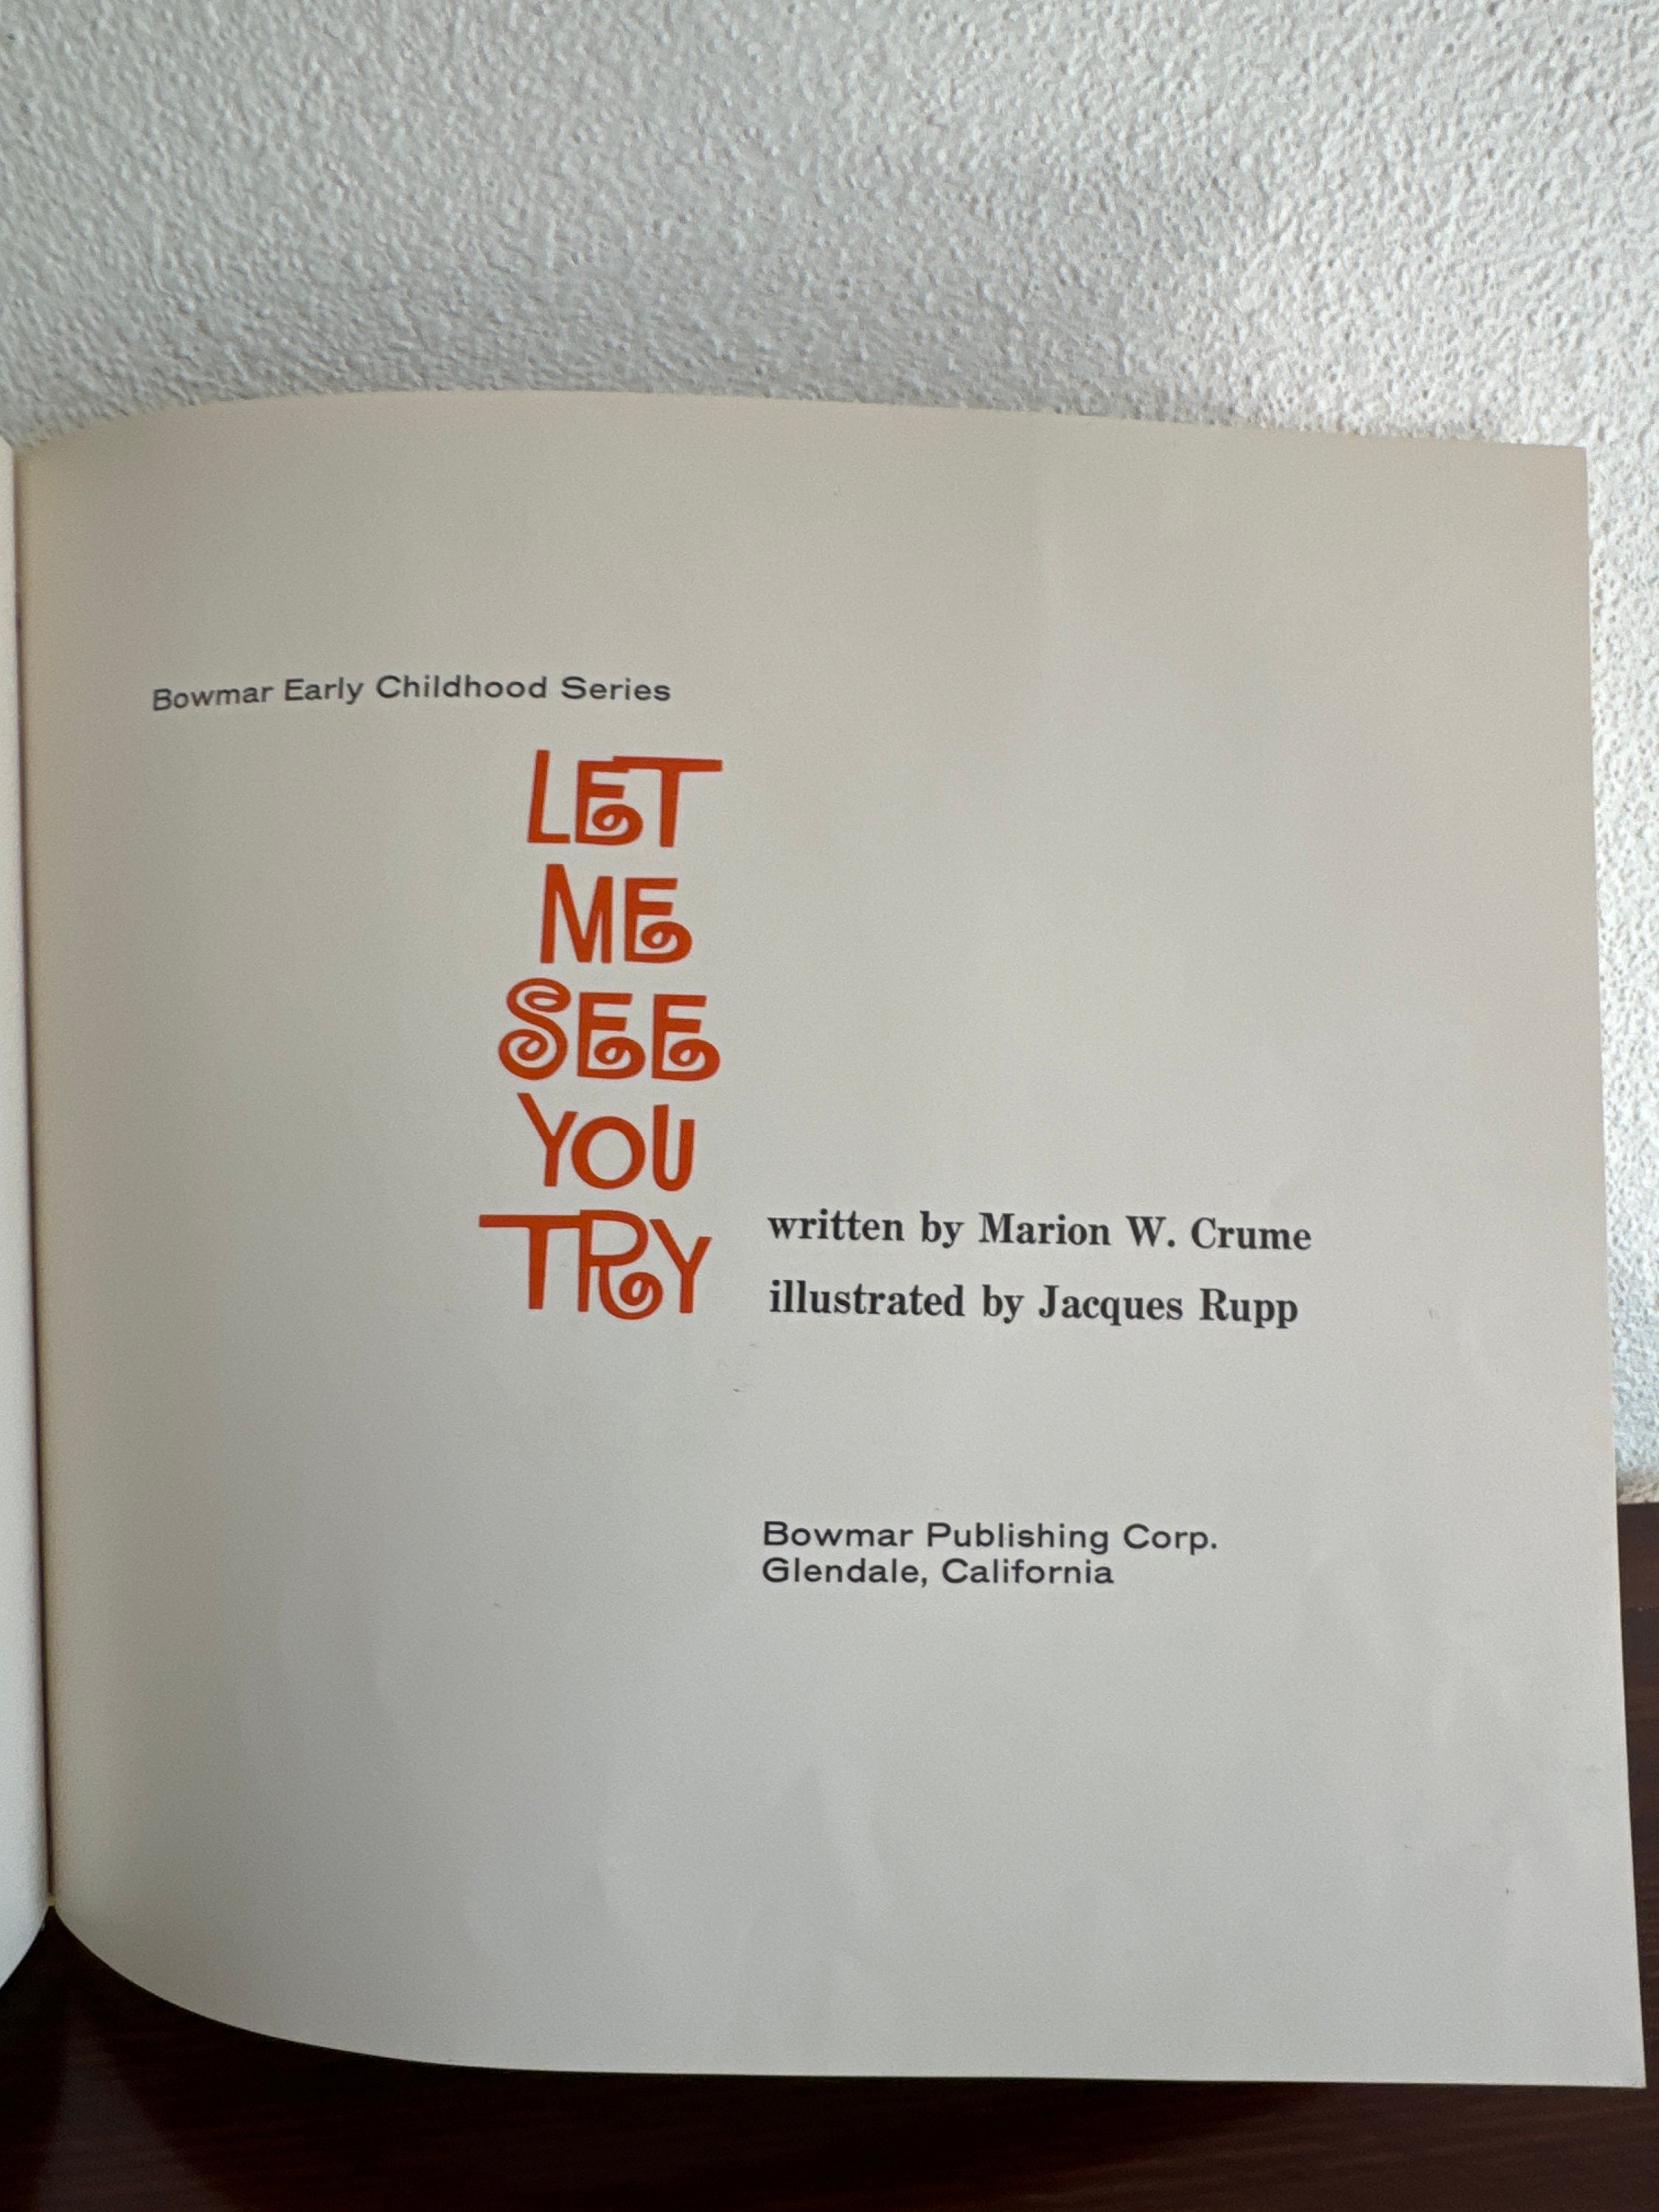 Bowmar Early Childhood Series
LET
ME
SEE
YOU
TRY
written by Marion W. Crume
illustrated by Jacques Rupp
Bowmar Publishing Corp.
Glendale, California